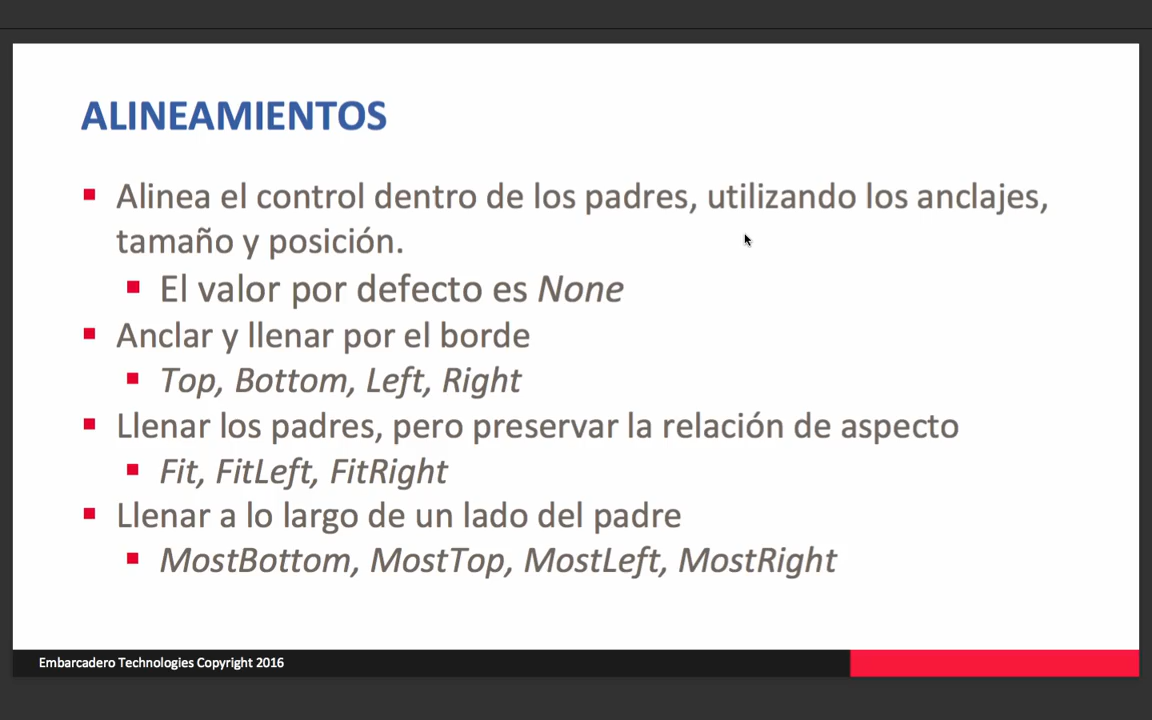 ALINEAMIENTOS
Alinea el control dentro de los padres, utilizando los anclajes,
tamaño y posición.
El valor por defecto es None
Anclar y llenar por el borde
Top, Bottom, Left, Right
Llenar los padres, pero preservar la relación de aspecto
Fit, FitLeft, FitRight
Llenar a lo largo de un lado del padre
MostBottom, MostTop, MostLeft, MostRight
Embarcadero Technologies Copyright 2016